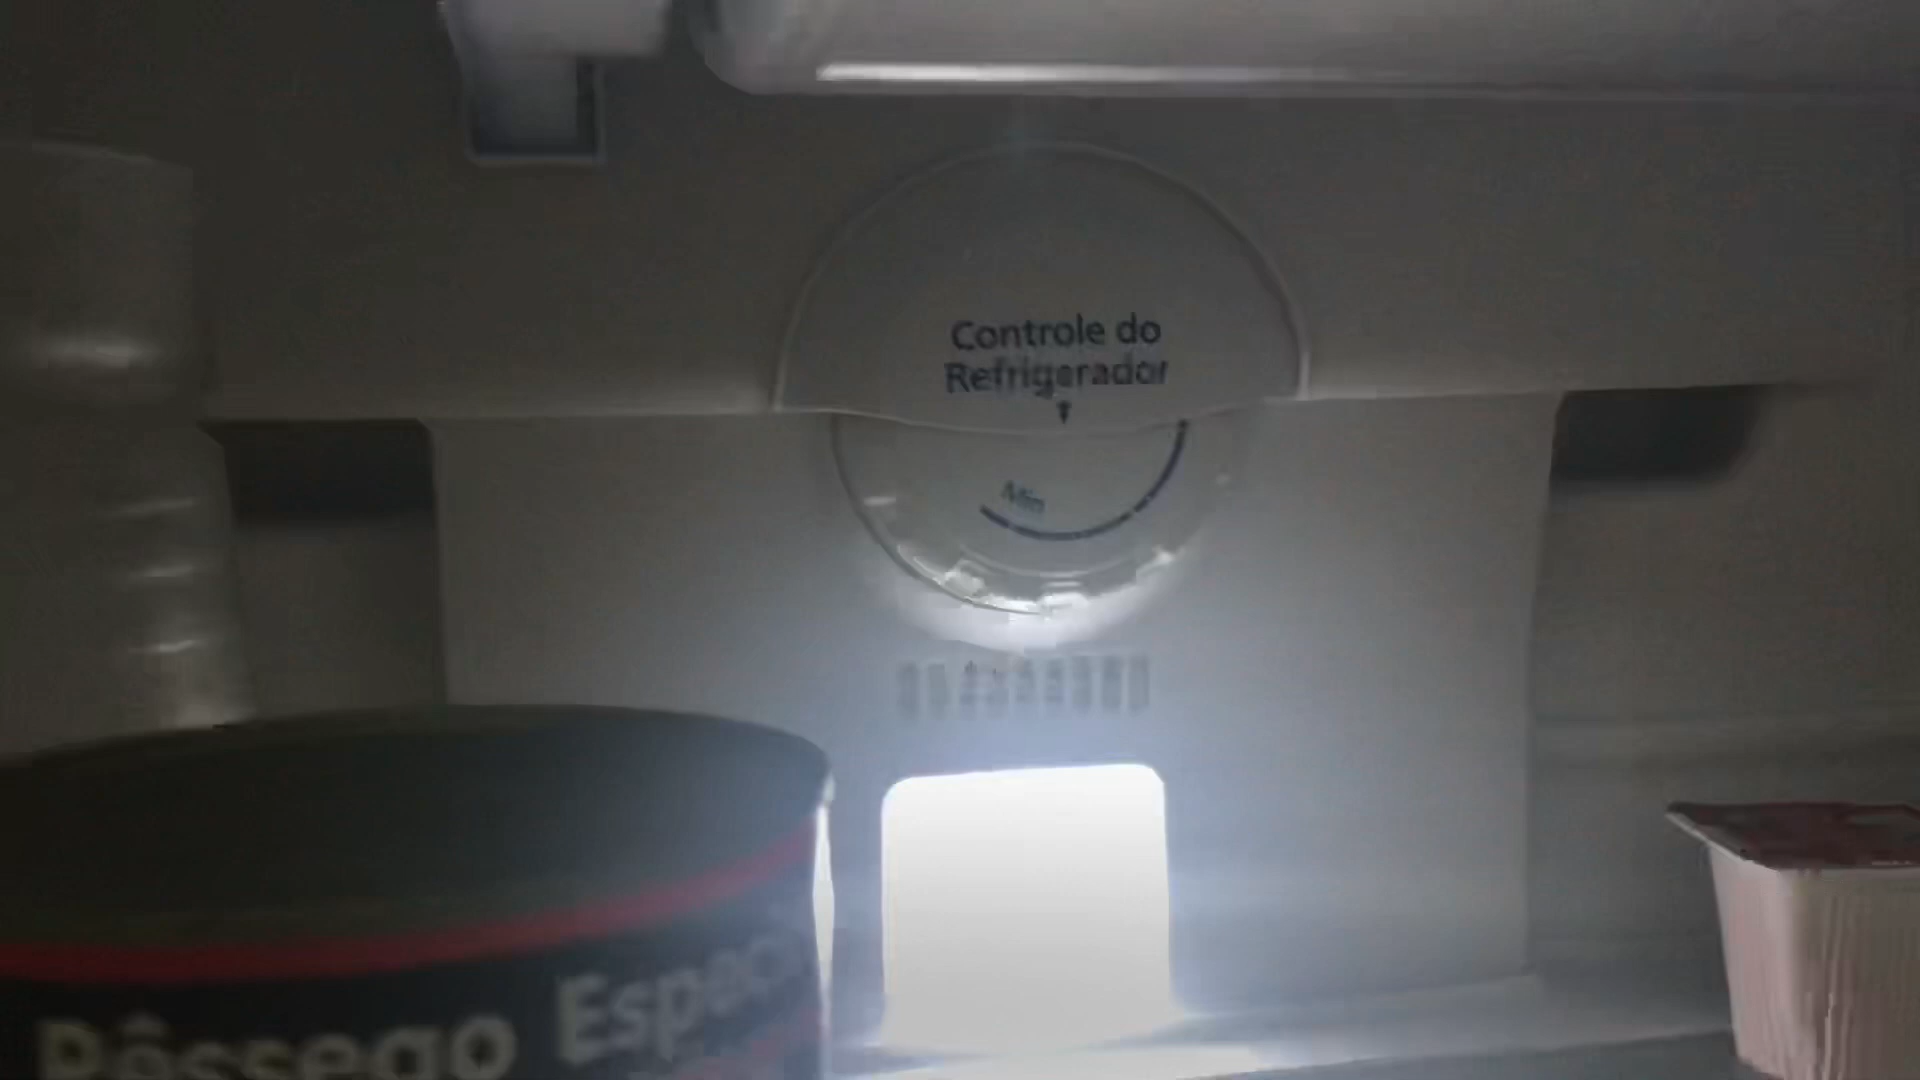 Controle do
Refrigerador
Min
Pêssego Espec